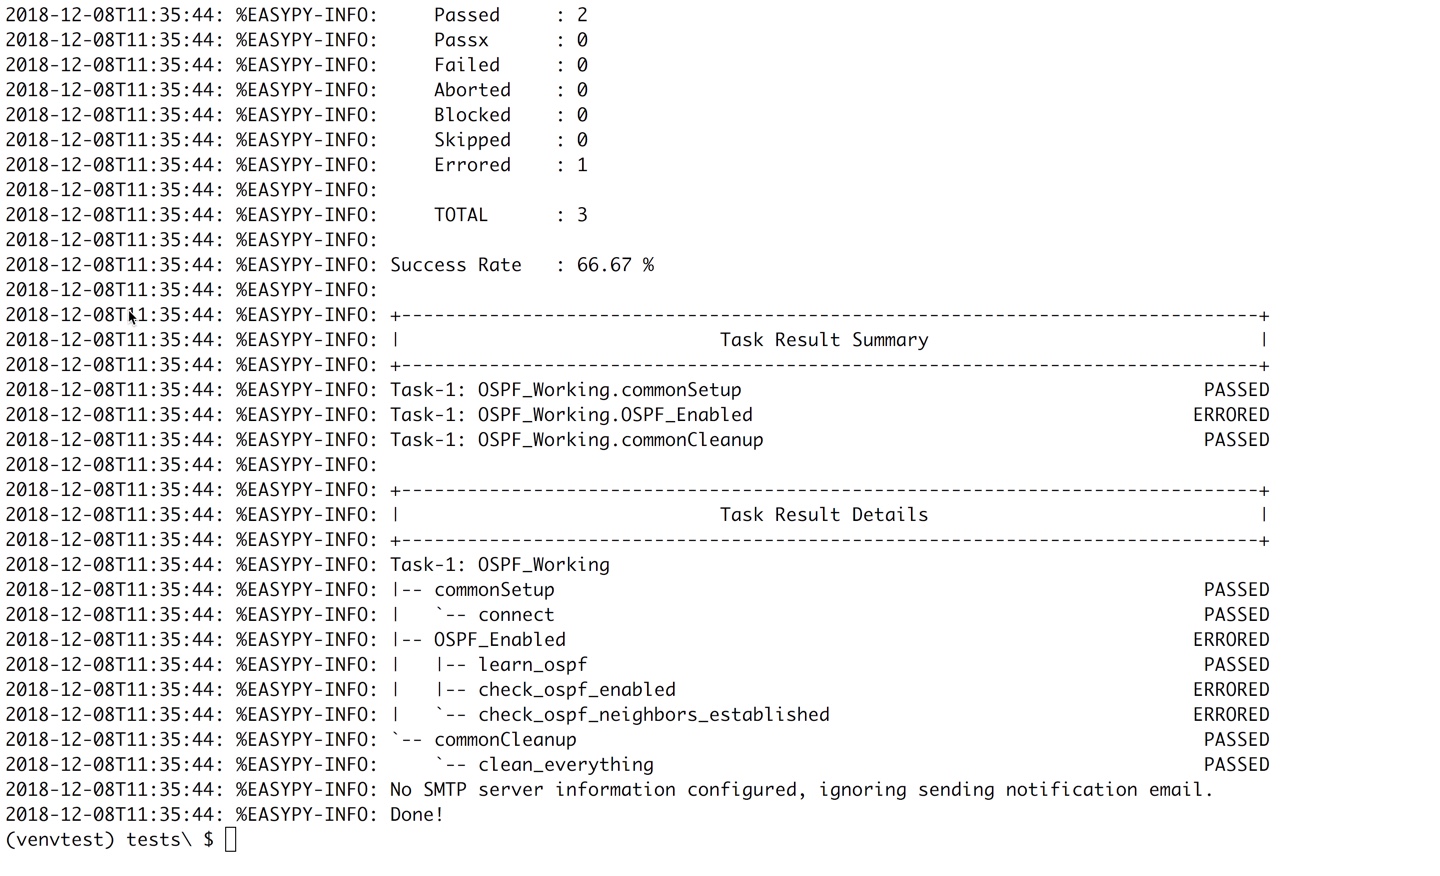 2018-12-08T11:35:44: %EASYPY-INFO:     Passed     : 2
2018-12-08T11:35:44: %EASYPY-INFO:     Passx      : 0
2018-12-08T11:35:44: %EASYPY-INFO:     Failed     : 0
2018-12-08T11:35:44: %EASYPY-INFO:     Aborted    : 0
2018-12-08T11:35:44: %EASYPY-INFO:     Blocked    : 0
2018-12-08T11:35:44: %EASYPY-INFO:     Skipped    : 0
2018-12-08T11:35:44: %EASYPY-INFO:     Errored    : 1
2018-12-08T11:35:44: %EASYPY-INFO:
2018-12-08T11:35:44: %EASYPY-INFO:     TOTAL      : 3
2018-12-08T11:35:44: %EASYPY-INFO:
2018-12-08T11:35:44: %EASYPY-INFO: Success Rate   : 66.67 %
2018-12-08T11:35:44: %EASYPY-INFO:
2018-12-08T11:35:44: %EASYPY-INFO: +------------------------------------------------------------------------------+
2018-12-08T11:35:44: %EASYPY-INFO: |                             Task Result Summary                              |
2018-12-08T11:35:44: %EASYPY-INFO: +------------------------------------------------------------------------------+
2018-12-08T11:35:44: %EASYPY-INFO: Task-1: OSPF_Working.commonSetup                                          PASSED
2018-12-08T11:35:44: %EASYPY-INFO: Task-1: OSPF_Working.OSPF_Enabled                                        ERRORED
2018-12-08T11:35:44: %EASYPY-INFO: Task-1: OSPF_Working.commonCleanup                                        PASSED
2018-12-08T11:35:44: %EASYPY-INFO:
2018-12-08T11:35:44: %EASYPY-INFO: +------------------------------------------------------------------------------+
2018-12-08T11:35:44: %EASYPY-INFO: |                             Task Result Details                              |
2018-12-08T11:35:44: %EASYPY-INFO: +------------------------------------------------------------------------------+
2018-12-08T11:35:44: %EASYPY-INFO: Task-1: OSPF_Working
2018-12-08T11:35:44: %EASYPY-INFO: |-- commonSetup                                                           PASSED
2018-12-08T11:35:44: %EASYPY-INFO: |   `-- connect                                                           PASSED
2018-12-08T11:35:44: %EASYPY-INFO: |-- OSPF_Enabled                                                         ERRORED
2018-12-08T11:35:44: %EASYPY-INFO: |   |-- learn_ospf                                                        PASSED
2018-12-08T11:35:44: %EASYPY-INFO: |   |-- check_ospf_enabled                                               ERRORED
2018-12-08T11:35:44: %EASYPY-INFO: |   `-- check_ospf_neighbors_established                                 ERRORED
2018-12-08T11:35:44: %EASYPY-INFO: `-- commonCleanup                                                         PASSED
2018-12-08T11:35:44: %EASYPY-INFO:     `-- clean_everything                                                  PASSED
2018-12-08T11:35:44: %EASYPY-INFO: No SMTP server information configured, ignoring sending notification email.
2018-12-08T11:35:44: %EASYPY-INFO: Done!
(venvtest) tests\ $